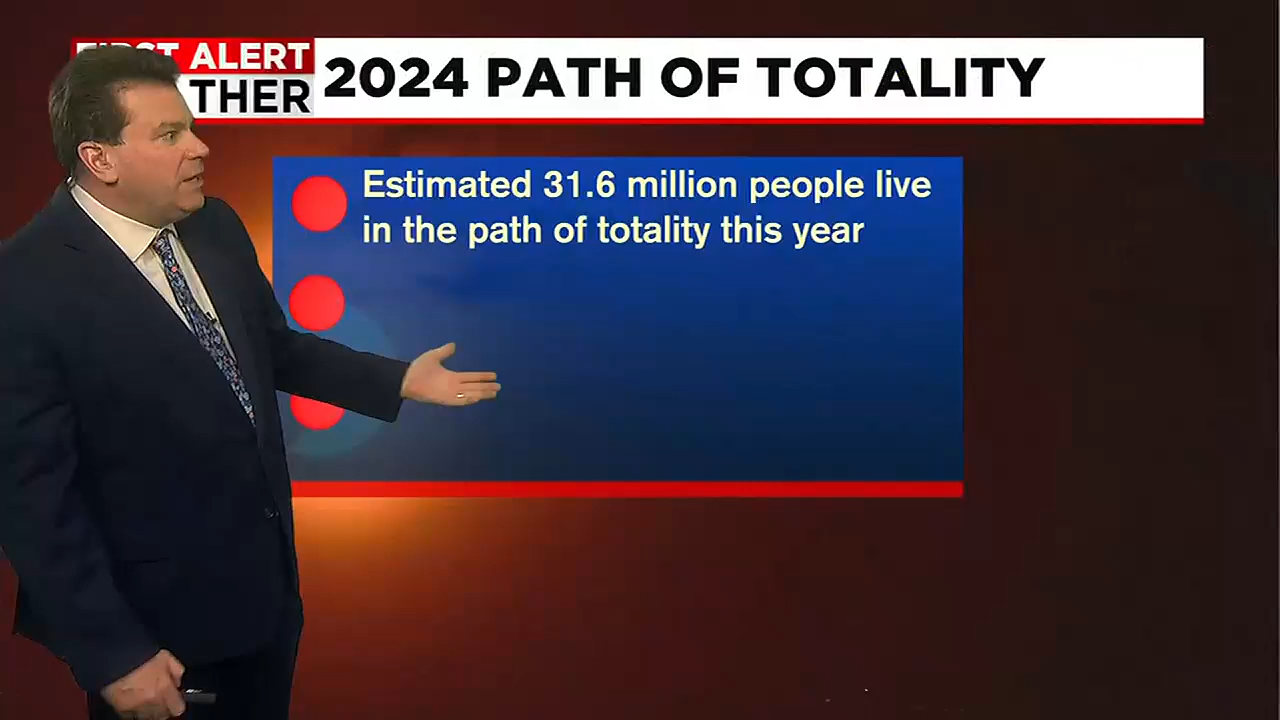 FIRST ALERT
THER
2024 PATH OF TOTALITY
Estimated 31.6 million people live
in the path of totality this year